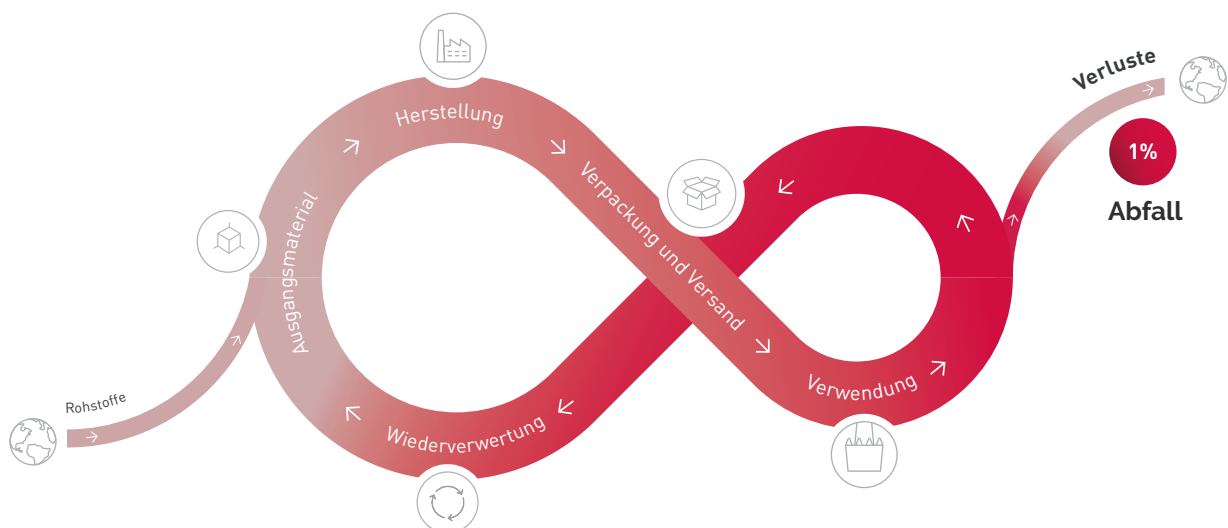 Rohstoffe
Ausgangsmaterial
Herstellung
Verpackung und Versand
Verwendung
Wiederverwertung
Verluste
1%
Abfall